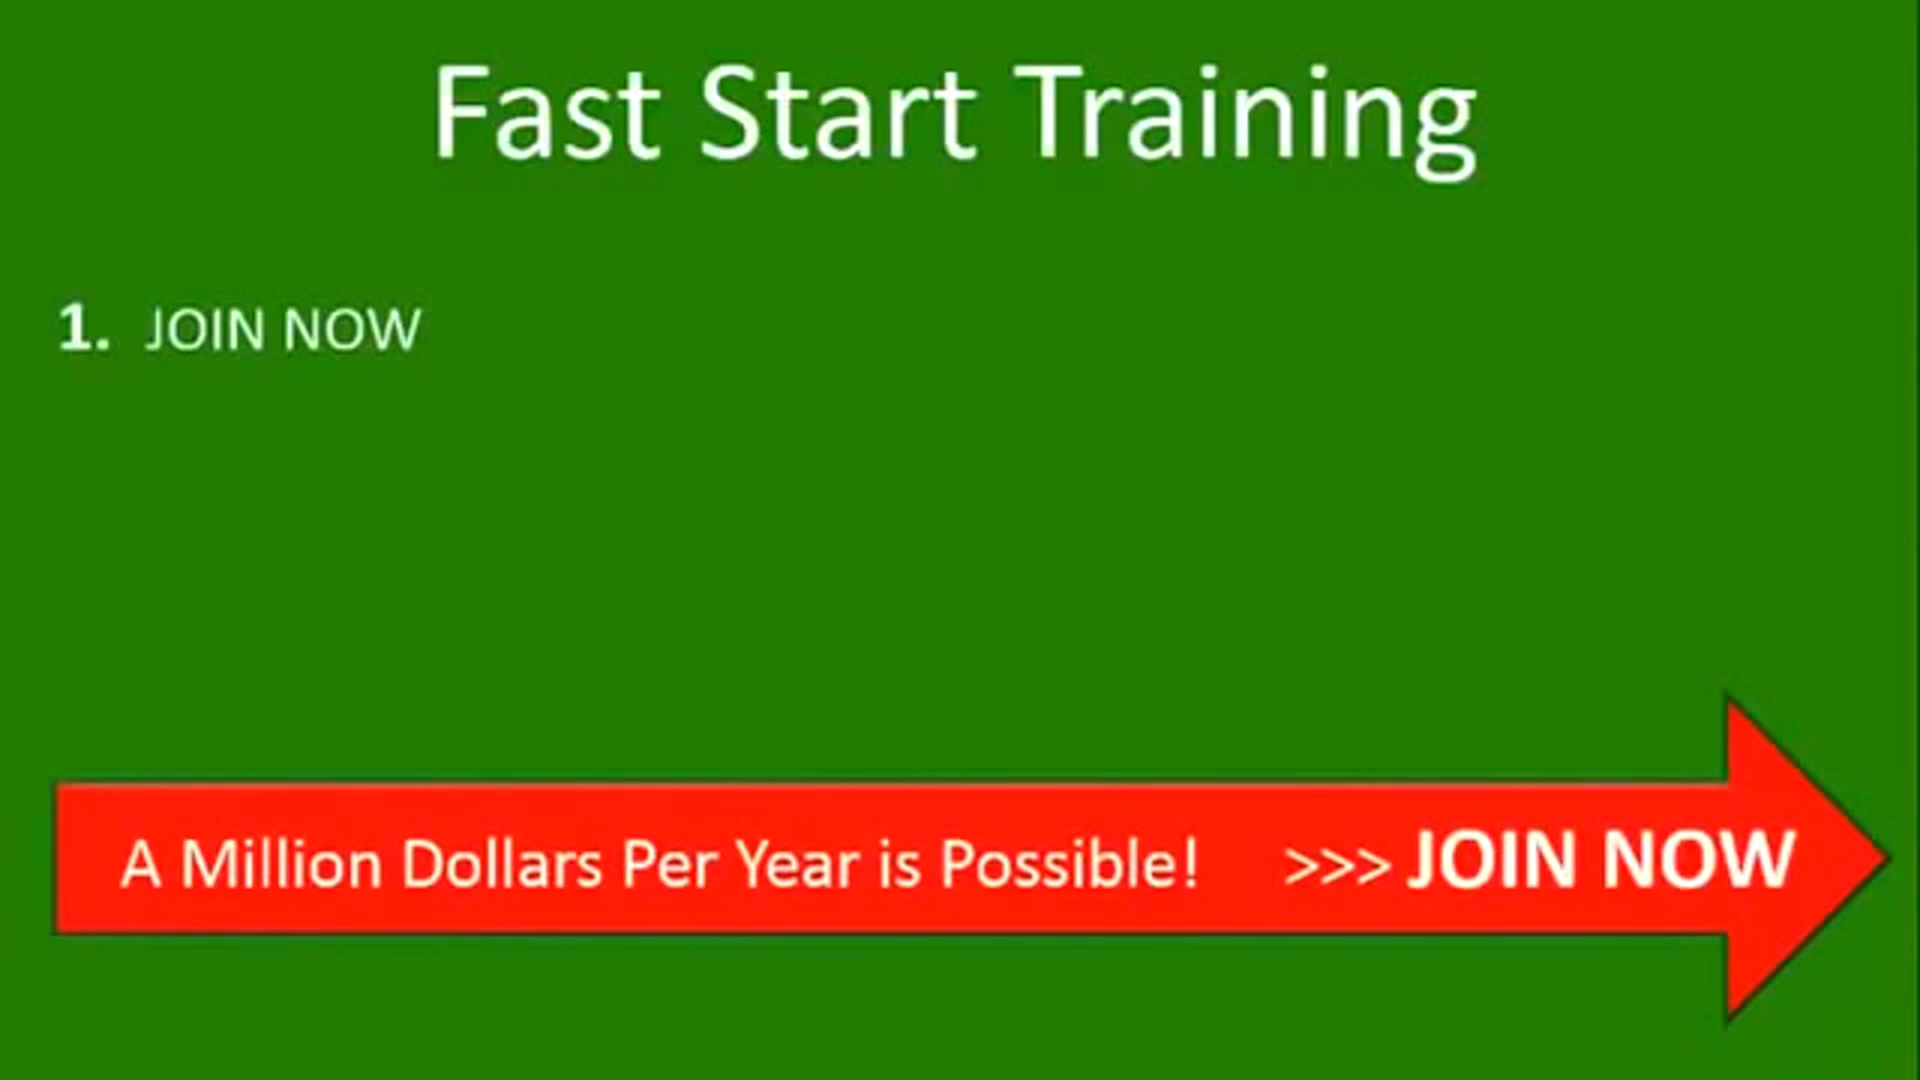 Fast Start Training
1. JOIN NOW
A Million Dollars Per Year is Possible! >>> JOIN NOW